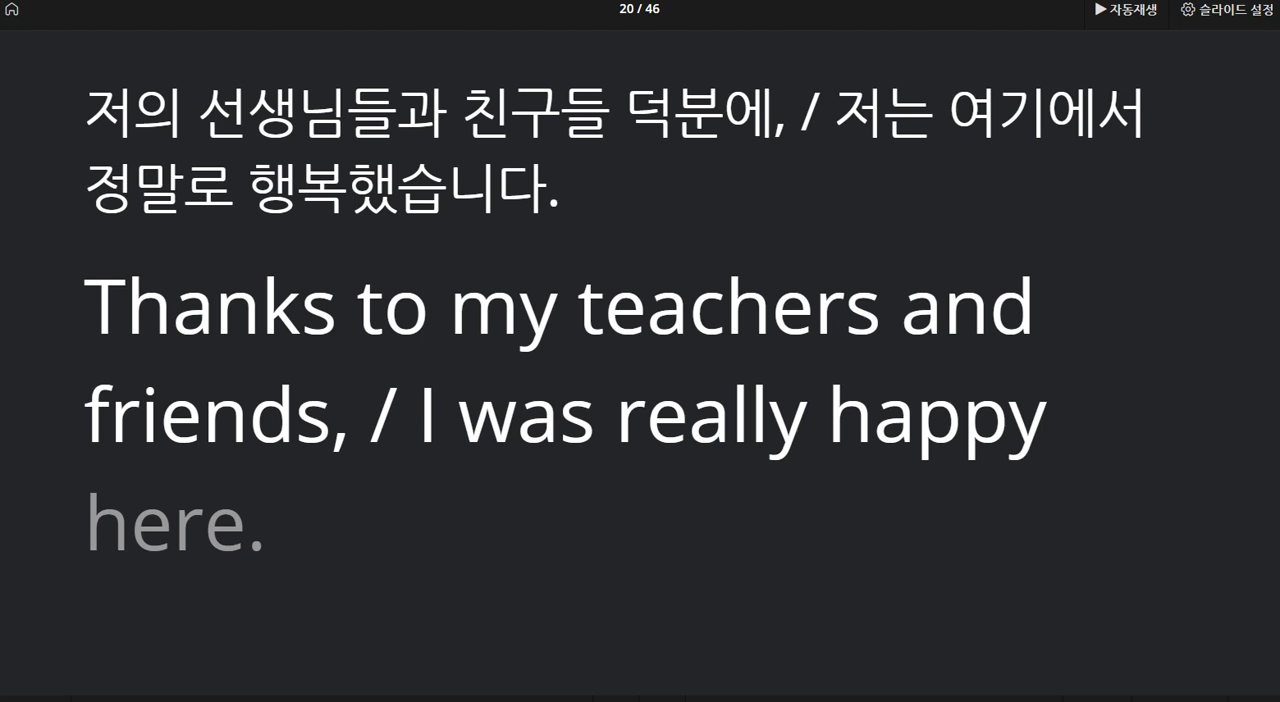 20 / 46
▶ 자동재생
슬라이드 설정
저의 선생님들과 친구들 덕분에, / 저는 여기에서
정말로 행복했습니다.
Thanks to my teachers and
friends, / I was really happy
here.